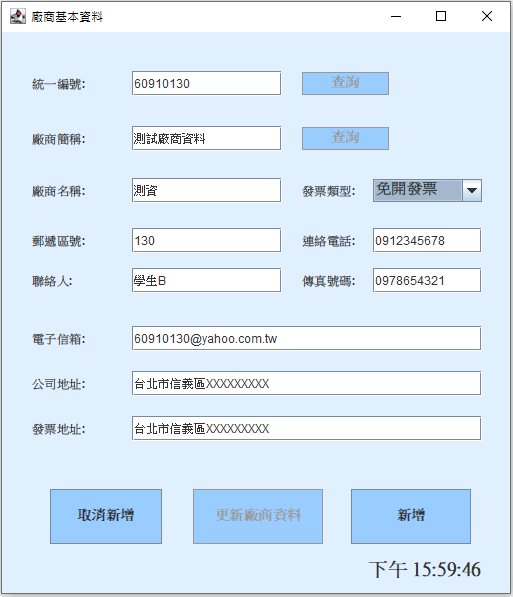 廠商基本資料
統一編號: 60910130 查詢
廠商簡稱: 測試廠商資料 查詢
廠商名稱: 測資 發票類型: 免開發票
郵遞區號: 130 連絡電話: 0912345678
聯絡人: 學生B 傳真號碼: 0978654321
電子信箱: 60910130@yahoo.com.tw
公司地址: 台北市信義區XXXXXXXXX
發票地址: 台北市信義區XXXXXXXXX
取消新增 更新廠商資料 新增
下午 15:59:46